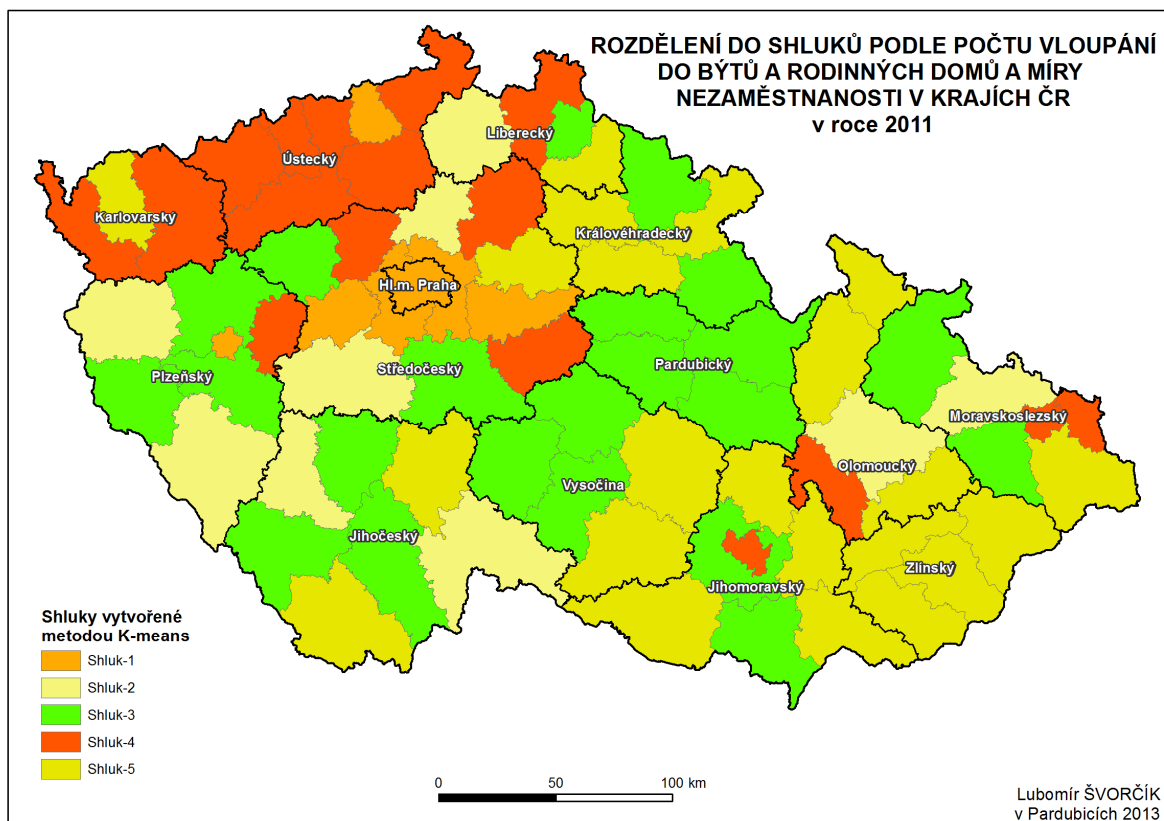 ROZDĚLENÍ DO SHLUKŮ PODLE POČTU VLOUPÁNÍ
DO BÝTŮ A RODINNÝCH DOMŮ A MÍRY
NEZAMĚSTNANOSTI V KRAJÍCH ČR
v roce 2011
Liberecký
Ústecký
Karlovarský
Královéhradecký
Hl.m. Praha
Středočeský
Pardubický
Plzeňský
Moravskoslezský
Olomoucký
Vysočina
Jihočeský
Zlínský
Jihomoravský
Shluky vytvořené
metodou K-means
Shluk-1
Shluk-2
Shluk-3
Shluk-4
Shluk-5
0 50 100 km
Lubomír ŠVORČÍK
v Pardubicích 2013